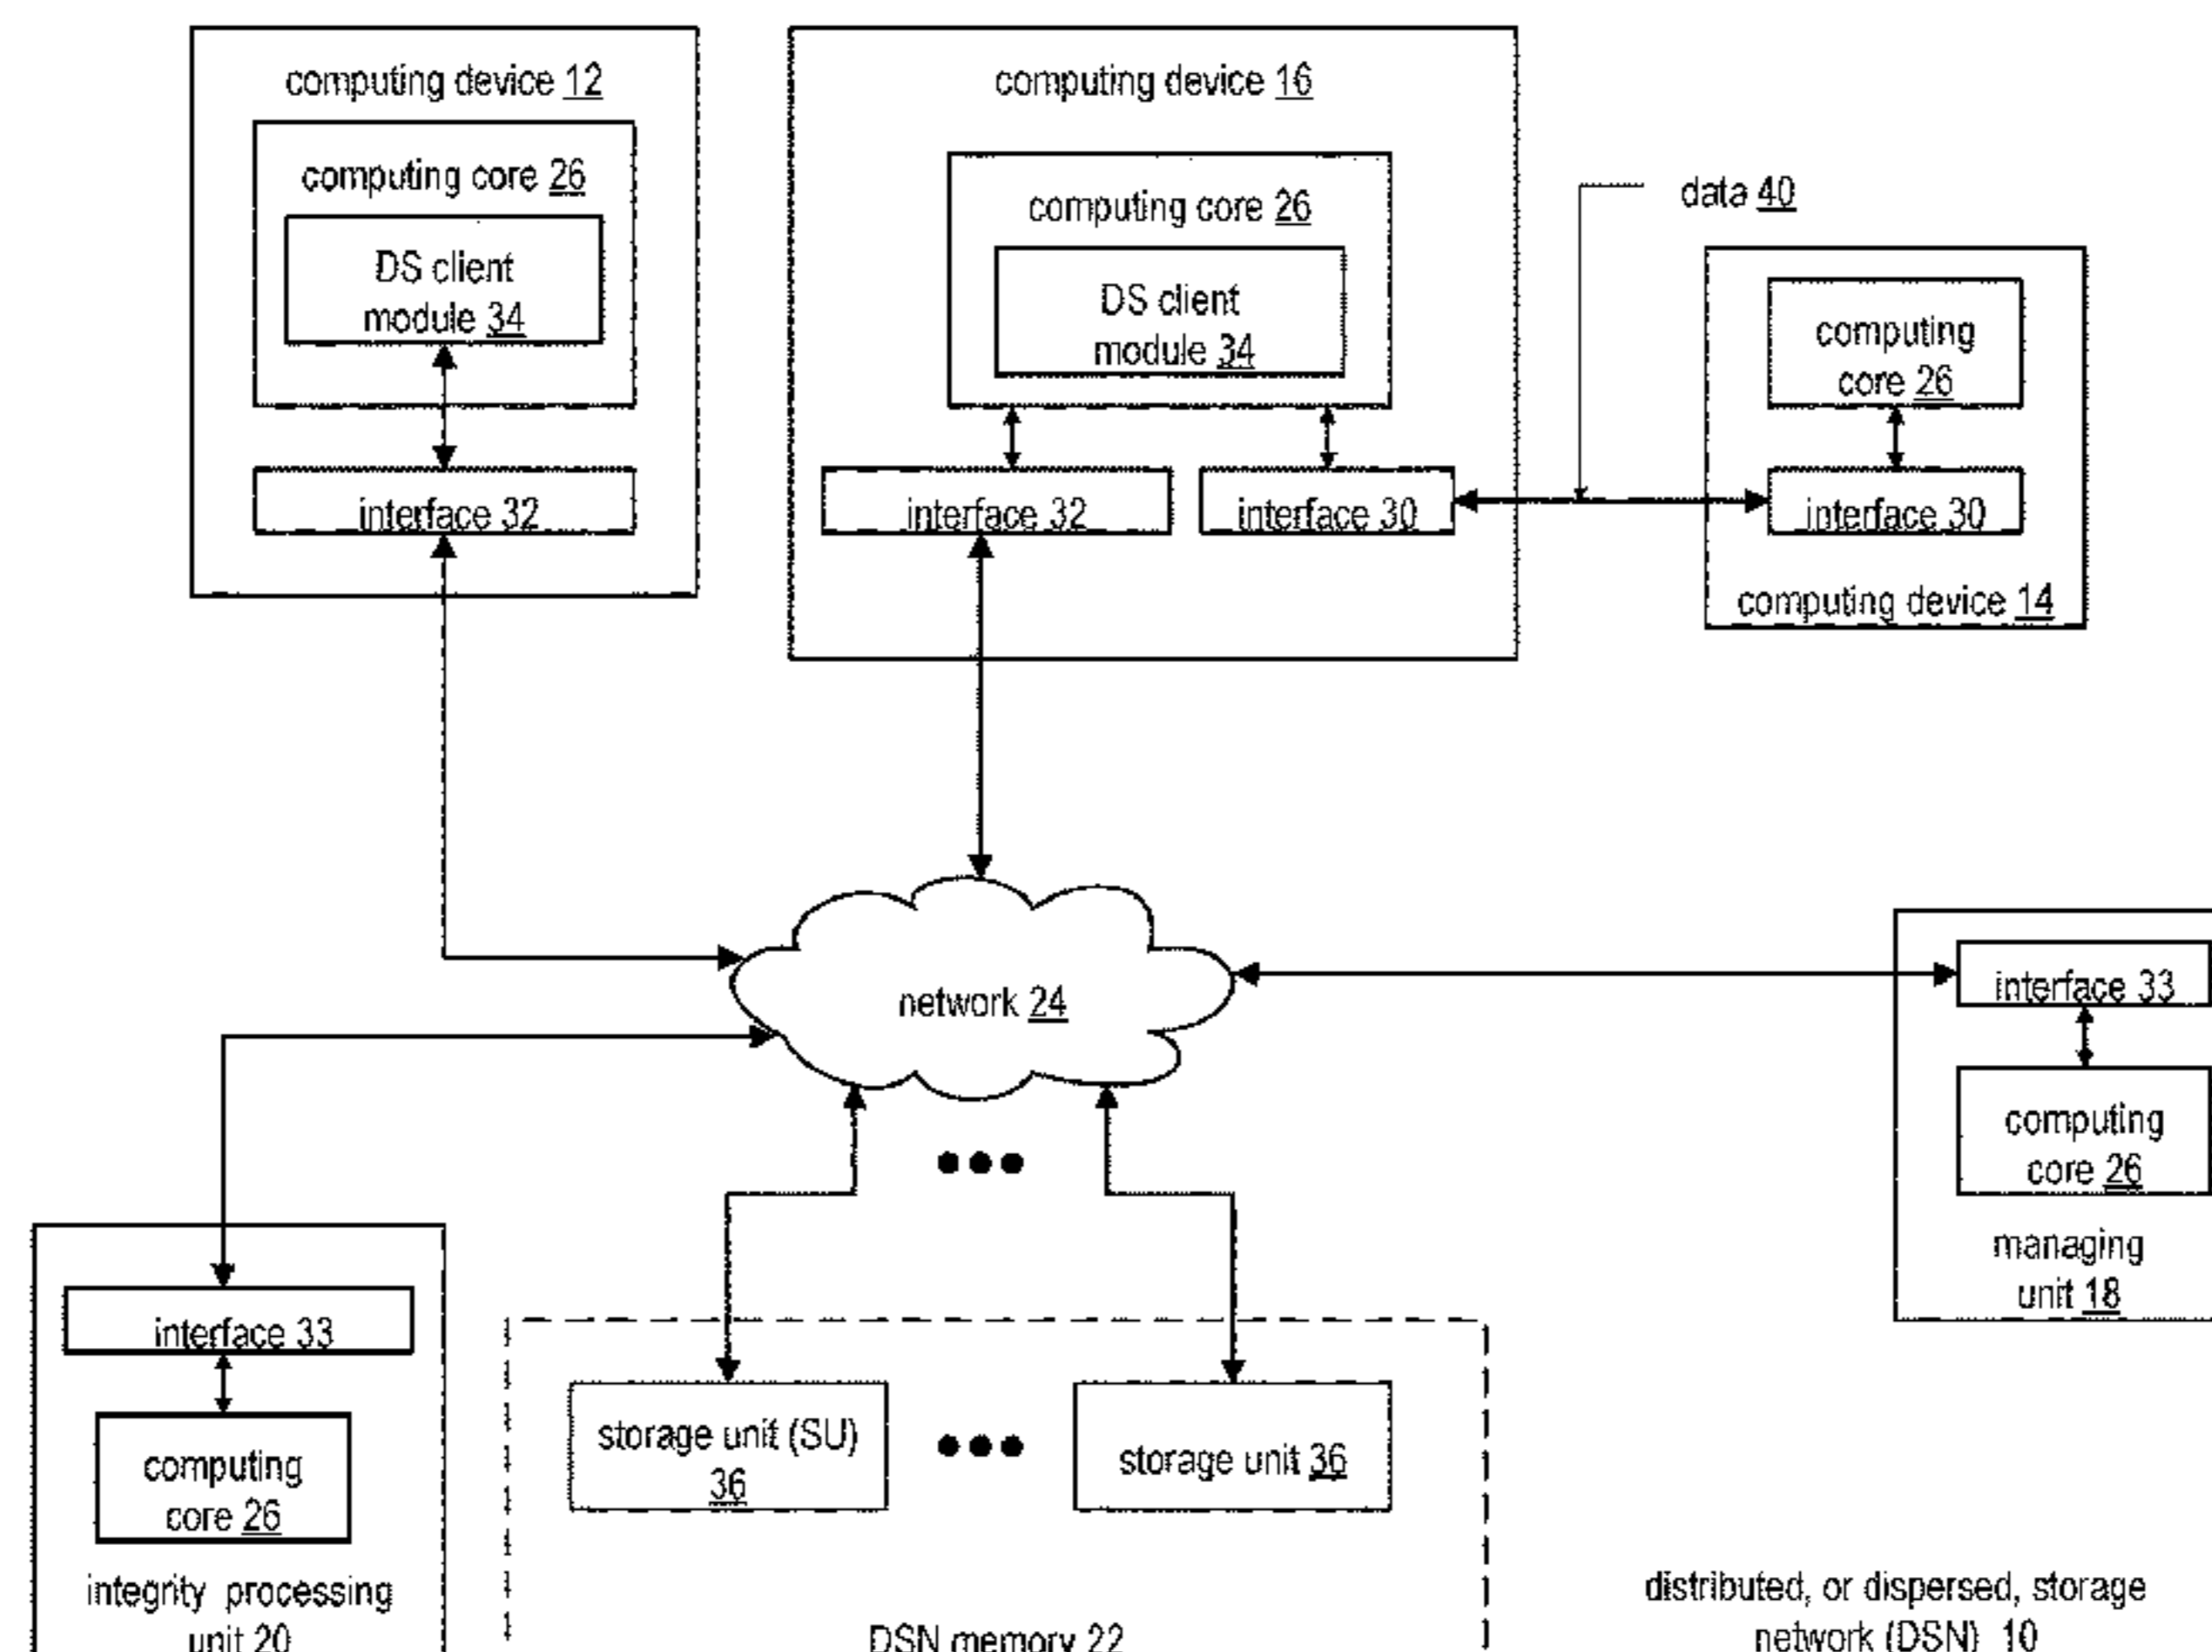 computing device 12
computing core 26
DS client
module 34
interface 32
computing device 16
computing core 26
DS client
module 34
interface 32
interface 30
data 40
computing
core 26
interface 30
computing device 14
network 24
interface 33
computing
core 26
managing
unit 18
interface 33
computing
core 26
integrity processing
unit 20
storage unit (SU)
36
storage unit 36
DSN memory 22
distributed, or dispersed, storage
network (DSN) 10